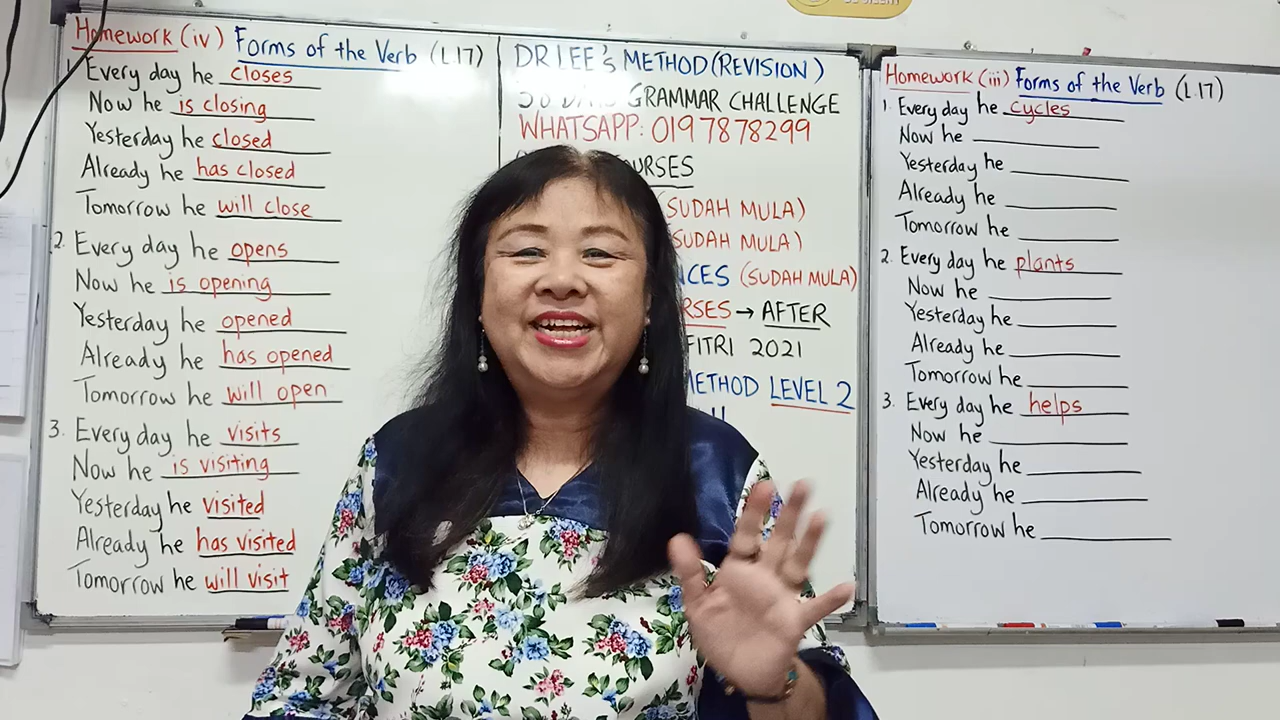 Homework (iv) Forms of the Verb (L17)
1. Every day he closes
Now he is closing
Yesterday he closed
Already he has closed
Tomorrow he will close
2. Every day he opens
Now he is opening
Yesterday he opened
Already he has opened
Tomorrow he will open
3. Every day he visits
Now he is visiting
Yesterday he visited
Already he has visited
Tomorrow he will visit
DR LEE's METHOD (REVISION)
GRAMMAR CHALLENGE
WHATSAPP: 019 7878299
(SUDAH MULA)
(SUDAH MULA)
(SUDAH MULA)
→ AFTER
FITRI 2021
METHOD LEVEL 2
Homework (iii) Forms of the Verb (L17)
1. Every day he cycles
Now he
Yesterday he
Already he
Tomorrow he
2. Every day he plants
Now he
Yesterday he
Already he
Tomorrow he
3. Every day he helps
Now he
Yesterday he
Already he
Tomorrow he